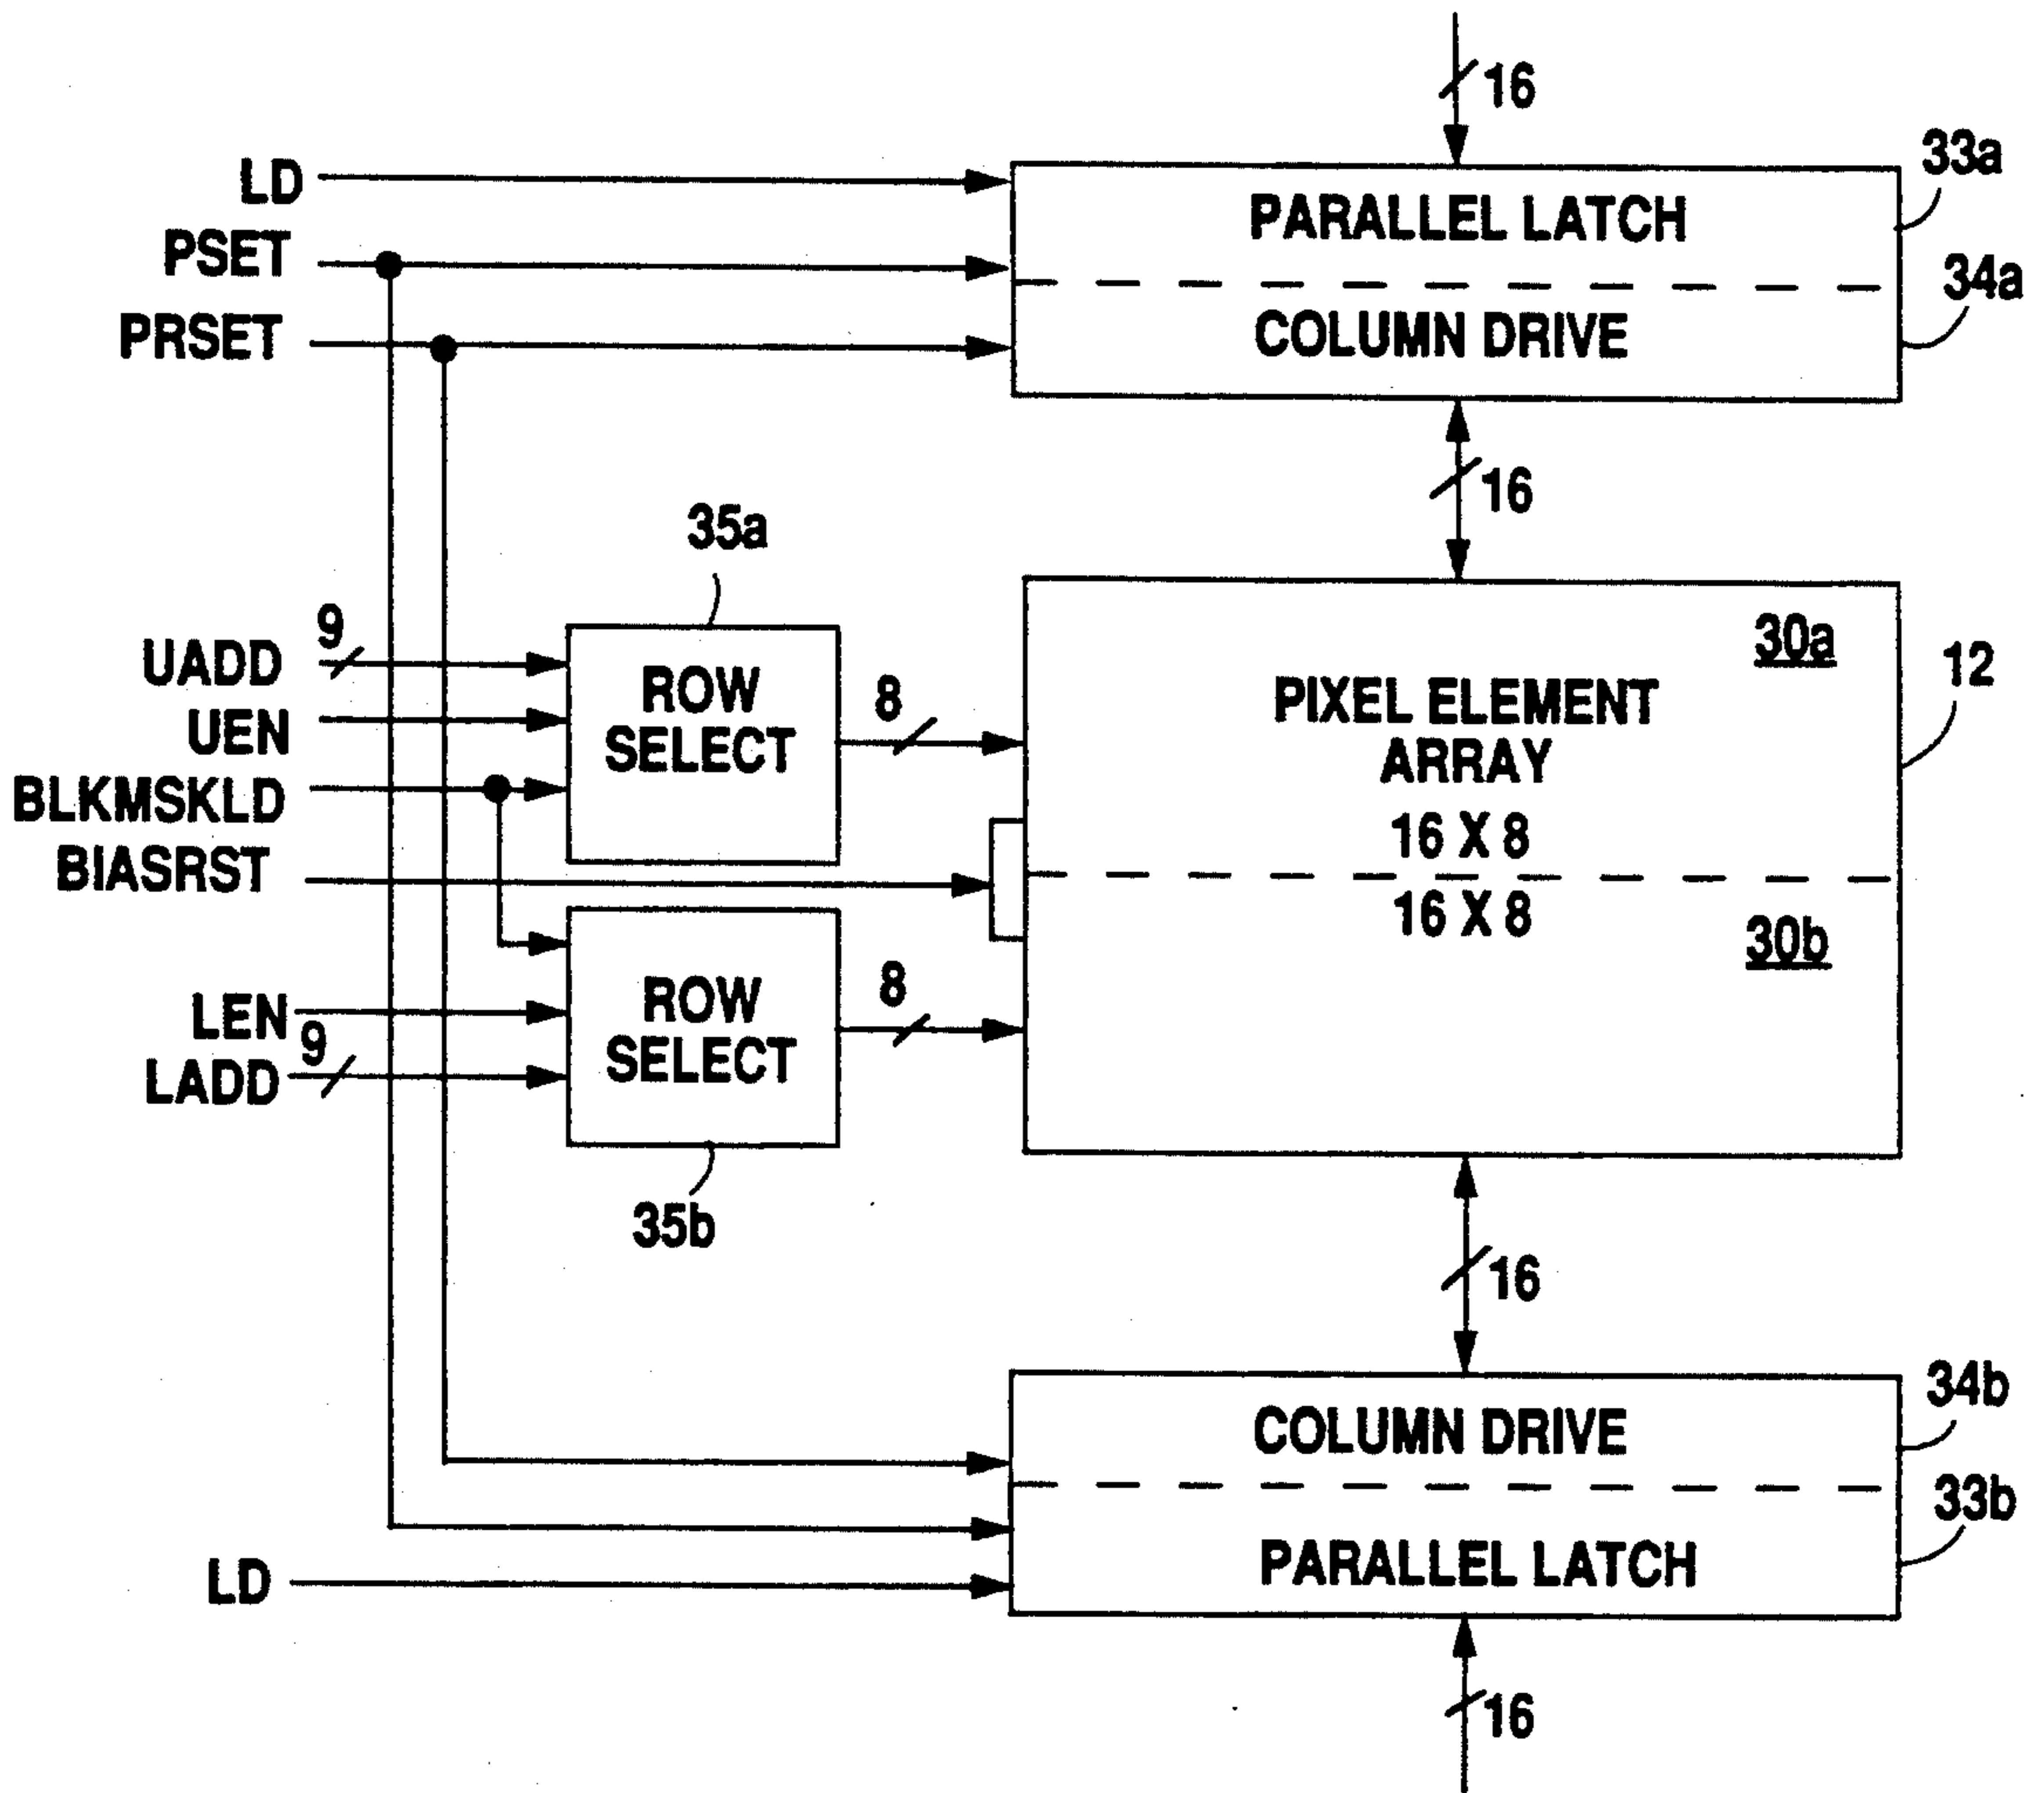 16
33a
LD
PARALLEL LATCH
PSET
34a
PRSET
COLUMN DRIVE
16
35a
9
UADD
ROW
SELECT
8
30a
12
UEN
PIXEL ELEMENT
ARRAY
BLKMSKLD
16 X 8
BIASRST
16 X 8
30b
LEN
ROW
SELECT
8
9
LADD
35b
16
34b
COLUMN DRIVE
33b
LD
PARALLEL LATCH
16